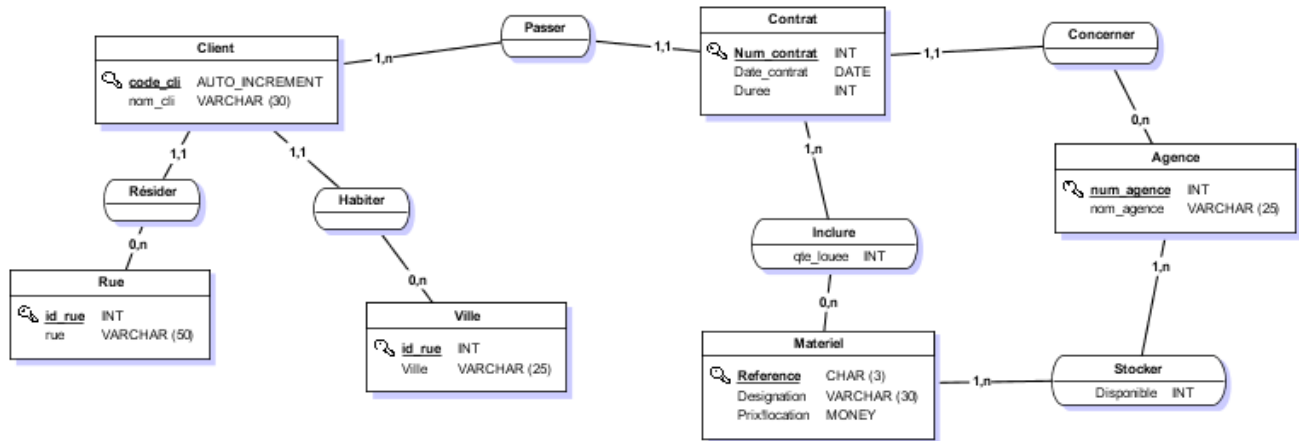 Passer
Contrat
Num_contrat INT
Date_contrat DATE
Duree INT
Concerner
Client
code_cli AUTO_INCREMENT
nom_cli VARCHAR (30)
1,n
1,1
1,1
0,n
1,1
1,1
1,n
Agence
num_agence INT
nom_agence VARCHAR (25)
Résider
Habiter
Inclure
qte_louee INT
0,n
0,n
0,n
1,n
Rue
id_rue INT
rue VARCHAR (50)
Ville
id_rue INT
Ville VARCHAR (25)
Materiel
Reference CHAR (3)
Designation VARCHAR (30)
Prix!location MONEY
1,n
Stocker
Disponible INT